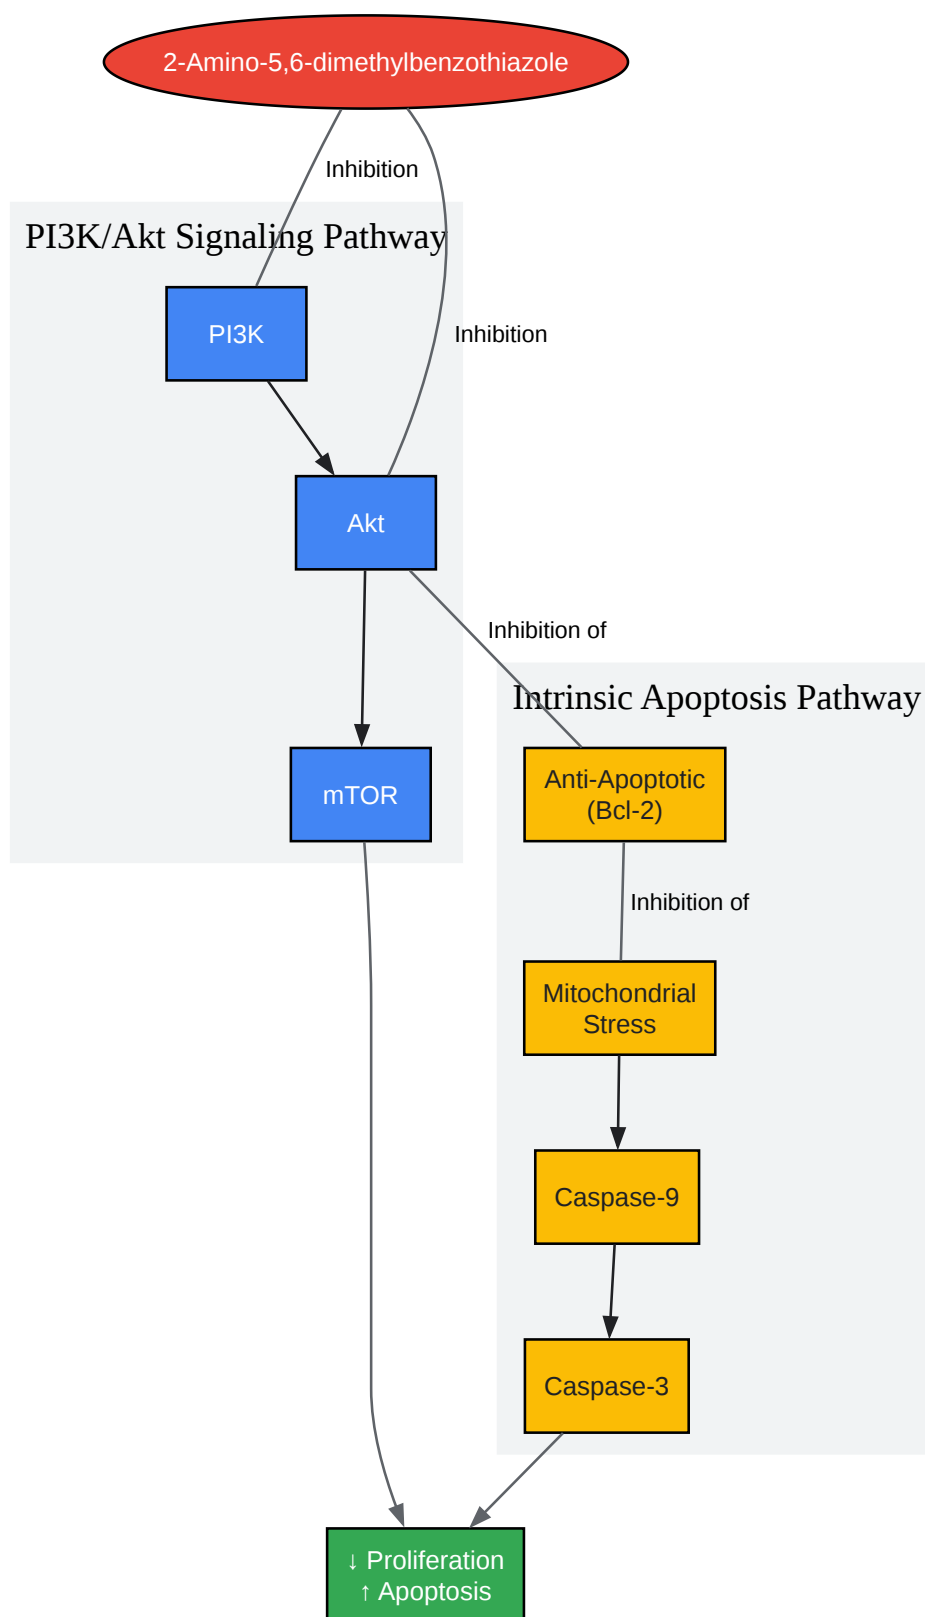 2-Amino-5,6-dimethylbenzothiazole
Inhibition
PI3K/Akt Signaling Pathway
PI3K
Inhibition
Akt
Inhibition of
Intrinsic Apoptosis Pathway
mTOR
Anti-Apoptotic
(Bcl-2)
Inhibition of
Mitochondrial
Stress
Caspase-9
Caspase-3
↓ Proliferation
↑ Apoptosis